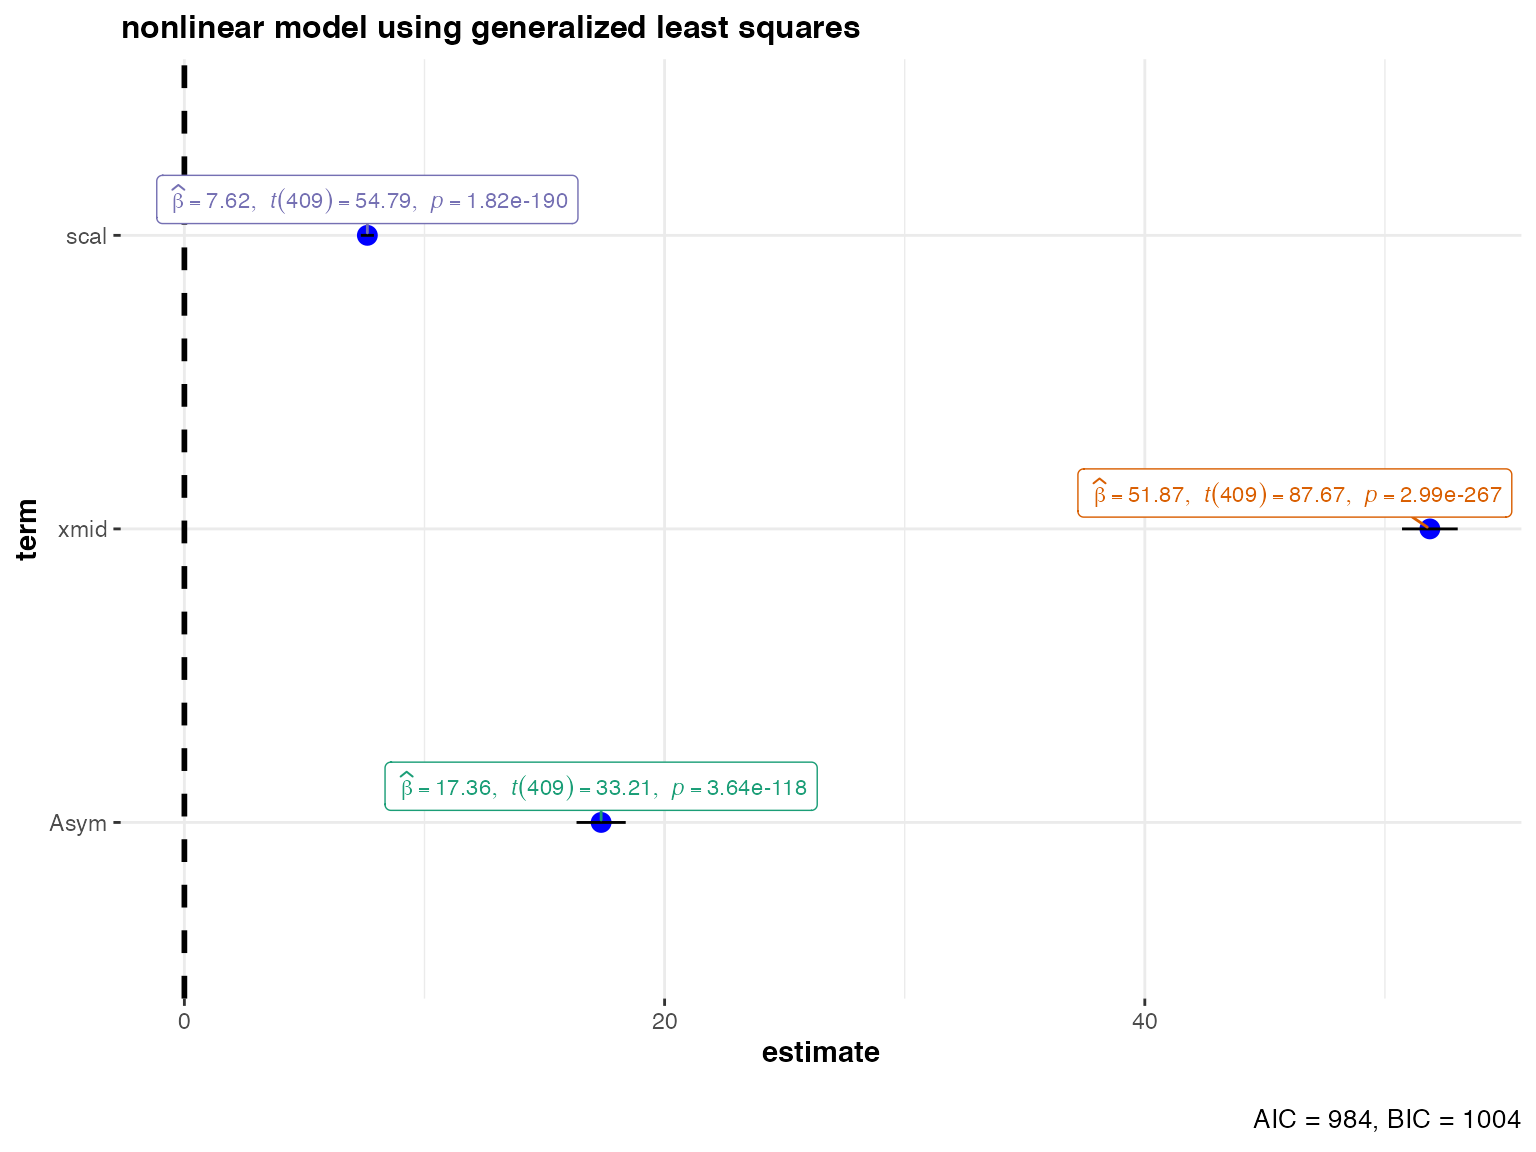 nonlinear model using generalized least squares
β̂ = 7.62, t(409) = 54.79, p = 1.82e-190
scal
β̂ = 51.87, t(409) = 87.67, p = 2.99e-267
xmid
term
β̂ = 17.36, t(409) = 33.21, p = 3.64e-118
Asym
0 20 40
estimate
AIC = 984, BIC = 1004